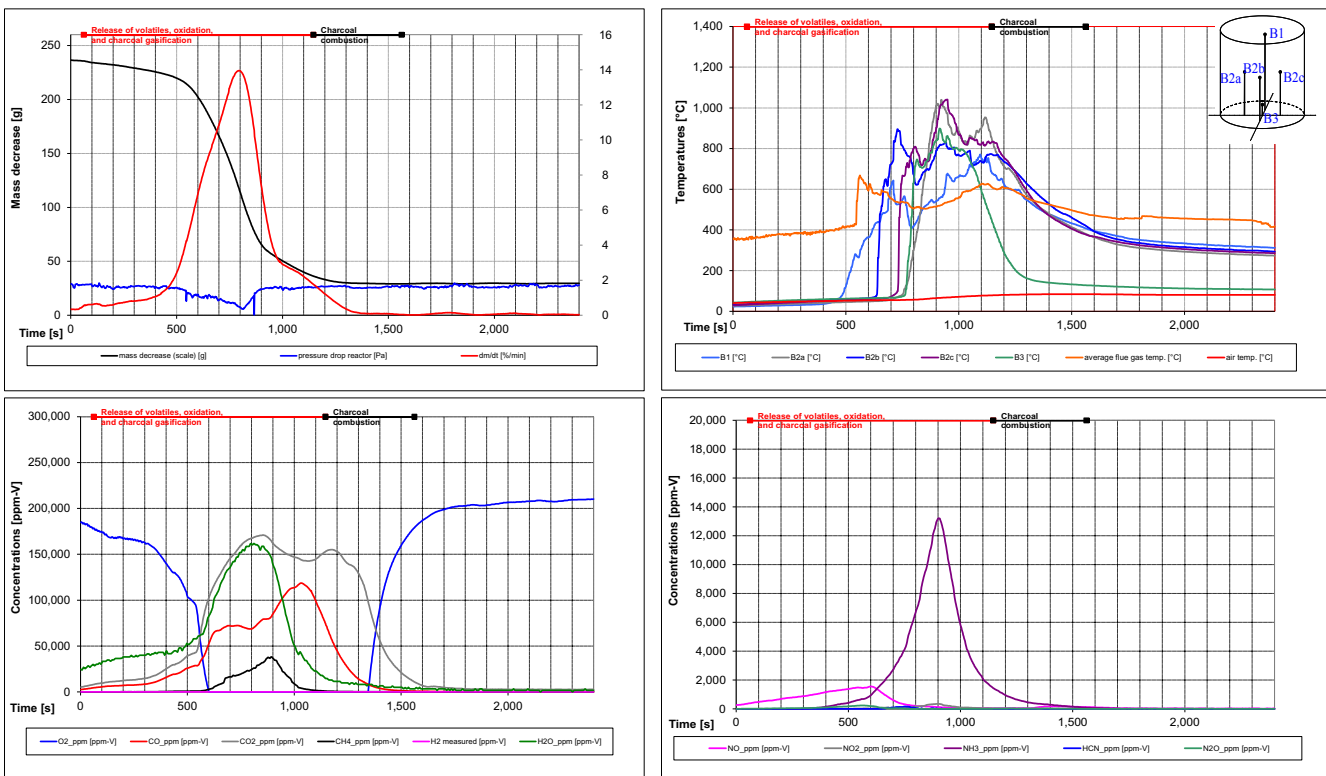 Release of volatiles, oxidation,
and charcoal gasification
Charcoal
combustion
250
200
150
100
50
0
16
14
12
10
8
6
4
2
0
Mass decrease [g]
0
500
1,000
1,500
2,000
Time [s]
mass decrease (scale) [g]
pressure drop reactor [Pa]
dm/dt [%/min]
Release of volatiles, oxidation,
and charcoal gasification
Charcoal
combustion
1,400
1,200
1,000
800
600
400
200
0
Temperatures [°C]
B1
B2a
B2b
B2c
B3
0
500
1,000
1,500
2,000
Time [s]
B1 [°C]
B2a [°C]
B2b [°C]
B2c [°C]
B3 [°C]
average flue gas temp. [°C]
air temp. [°C]
Release of volatiles, oxidation,
and charcoal gasification
Charcoal
combustion
300,000
250,000
200,000
150,000
100,000
50,000
0
Concentrations [ppm-V]
0
500
1,000
1,500
2,000
Time [s]
O2_ppm [ppm-V]
CO_ppm [ppm-V]
CO2_ppm [ppm-V]
CH4_ppm [ppm-V]
H2 measured [ppm-V]
H2O_ppm [ppm-V]
Release of volatiles, oxidation,
and charcoal gasification
Charcoal
combustion
20,000
18,000
16,000
14,000
12,000
10,000
8,000
6,000
4,000
2,000
0
Concentrations [ppm-V]
0
500
1,000
1,500
2,000
Time [s]
NO_ppm [ppm-V]
NO2_ppm [ppm-V]
NH3_ppm [ppm-V]
HCN_ppm [ppm-V]
N2O_ppm [ppm-V]